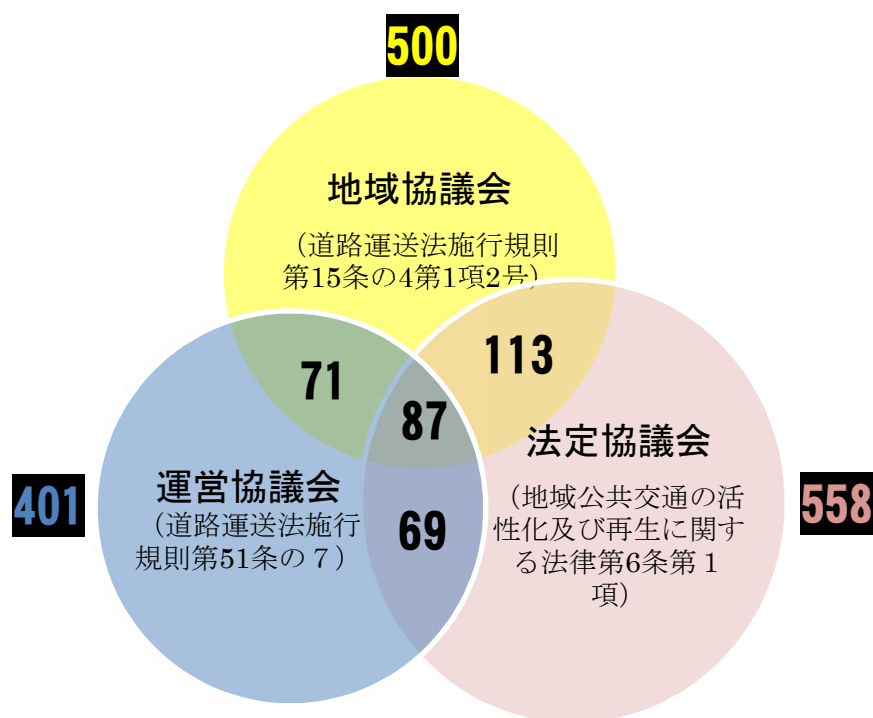 500
地域協議会
（道路運送法施行規則
第15条の4第1項2号）
113
71
87
法定協議会
（地域公共交通の活
性化及び再生に関す
る法律第6条第１
項）
558
運営協議会
（道路運送法施行
規則第51条の７）
401
69